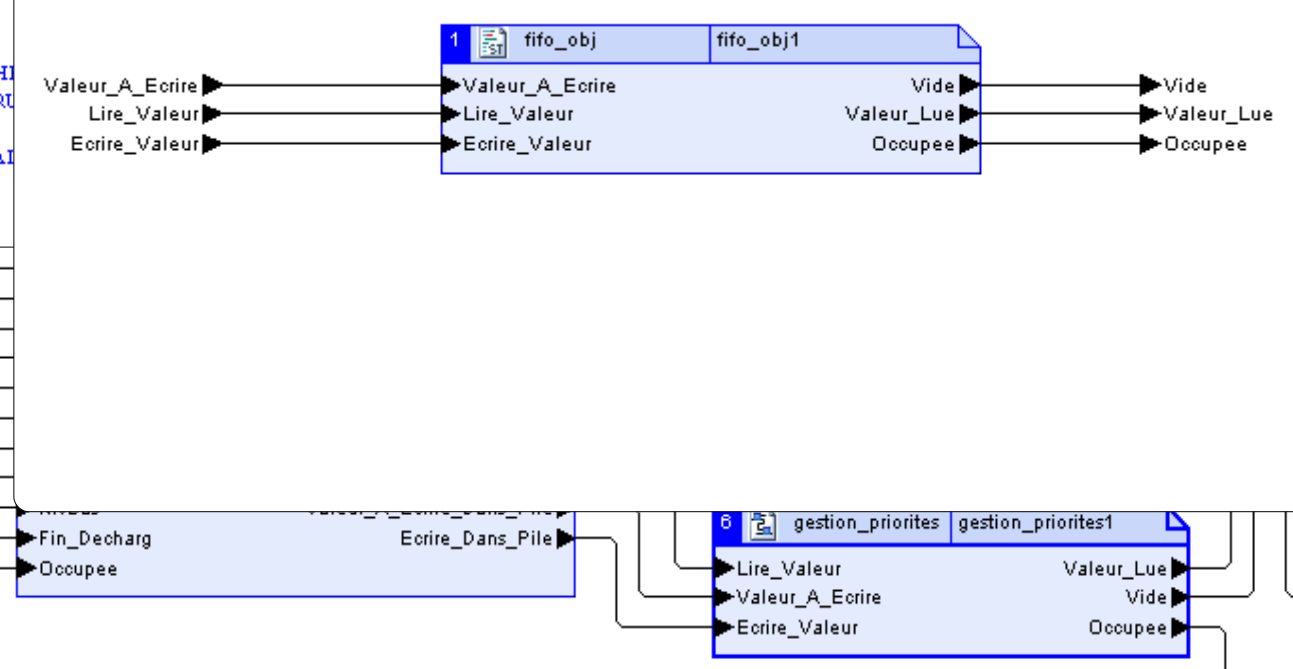 1 ST fifo_obj fifo_obj1
Valeur_A_Ecrire Valeur_A_Ecrire Vide Vide
Lire_Valeur Lire_Valeur Valeur_Lue Valeur_Lue
Ecrire_Valeur Ecrire_Valeur Occupee Occupee
6 gestion_priorites gestion_priorites1
Fin_Decharg Ecrire_Dans_Pile
Occupee
Lire_Valeur Valeur_Lue
Valeur_A_Ecrire Vide
Ecrire_Valeur Occupee